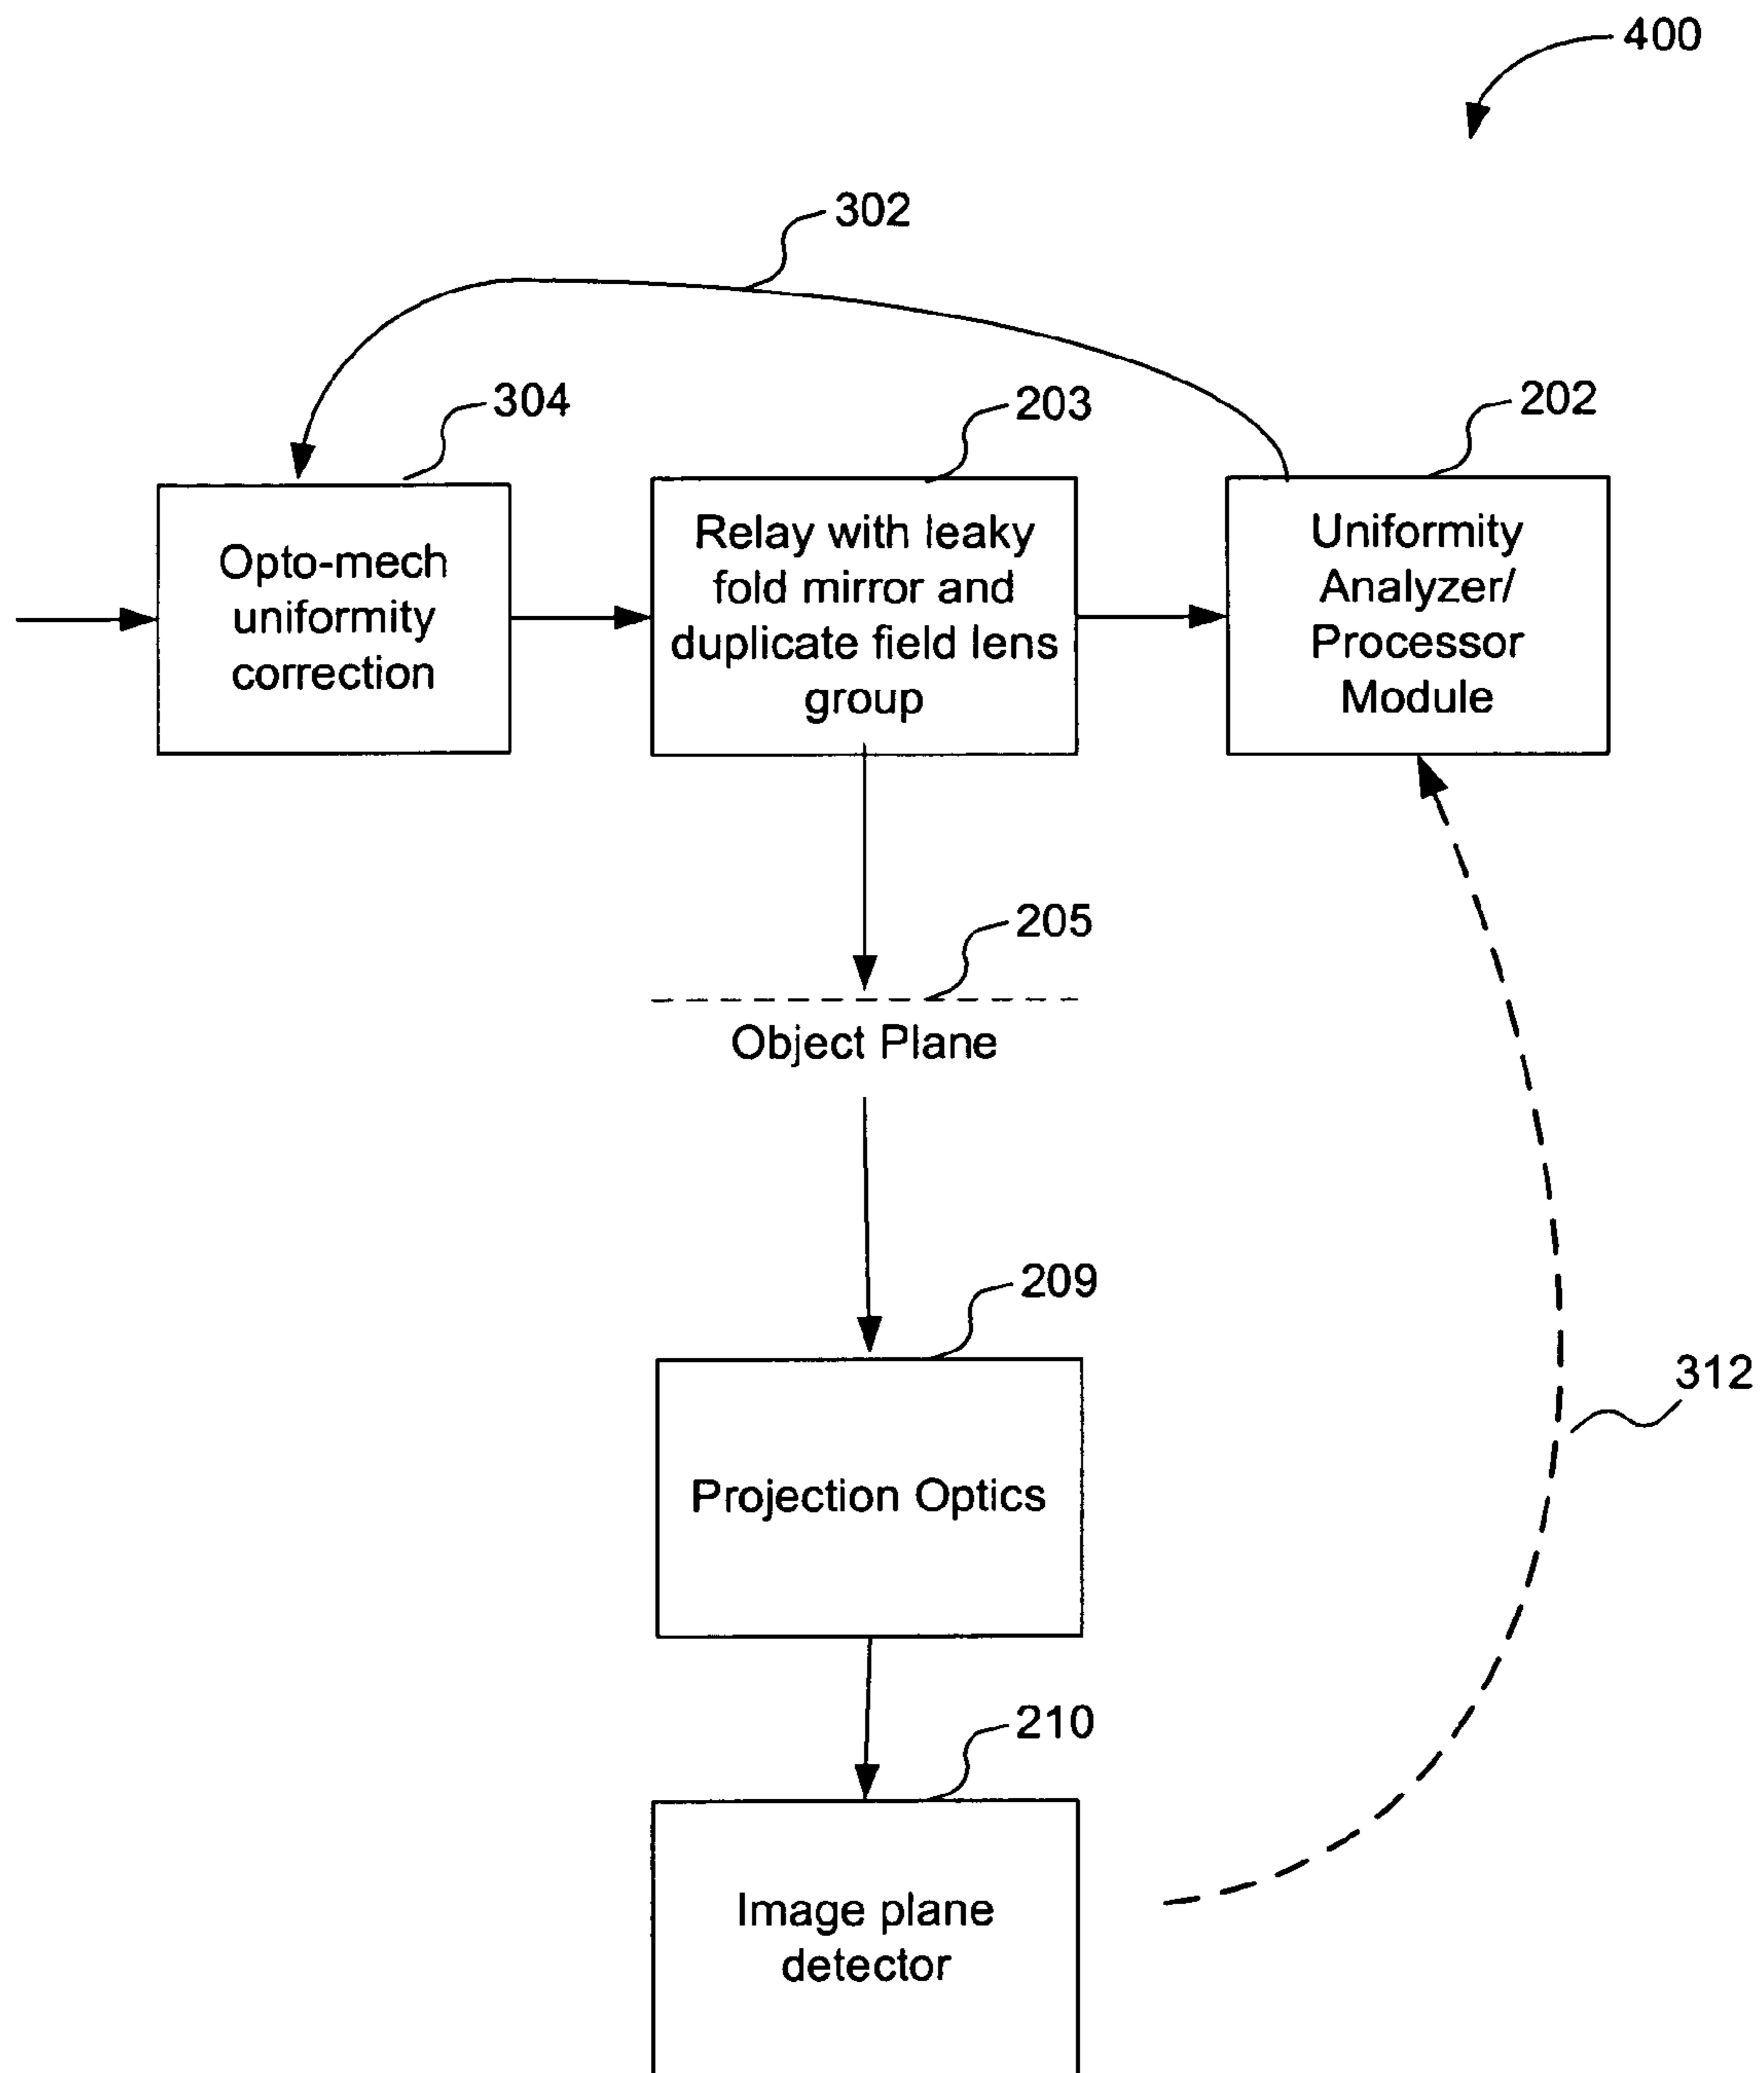 400
302
304
203
202
Opto-mech
uniformity
correction
Relay with leaky
fold mirror and
duplicate field lens
group
Uniformity
Analyzer/
Processor
Module
205
Object Plane
209
312
Projection Optics
210
Image plane
detector